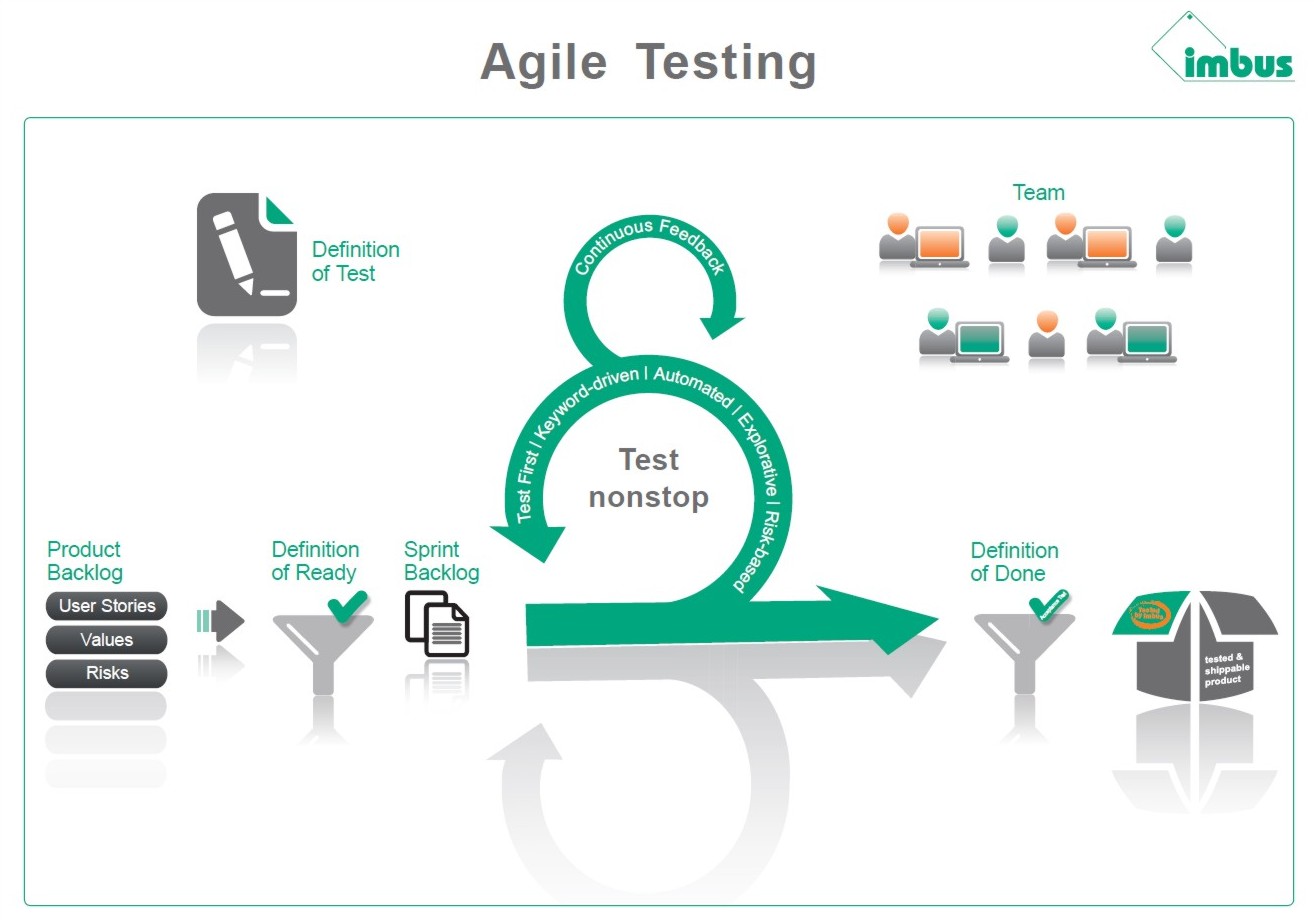 Agile Testing
imbus
Definition
of Test
Continuous Feedback
Team
Test First | Keyword-driven | Automated | Explorative | Risk-based
Test
nonstop
Product
Backlog
User Stories
Values
Risks
Definition
of Ready
Sprint
Backlog
Definition
of Done
Acceptance Test
Tested
by imbus
tested &
shippable
product